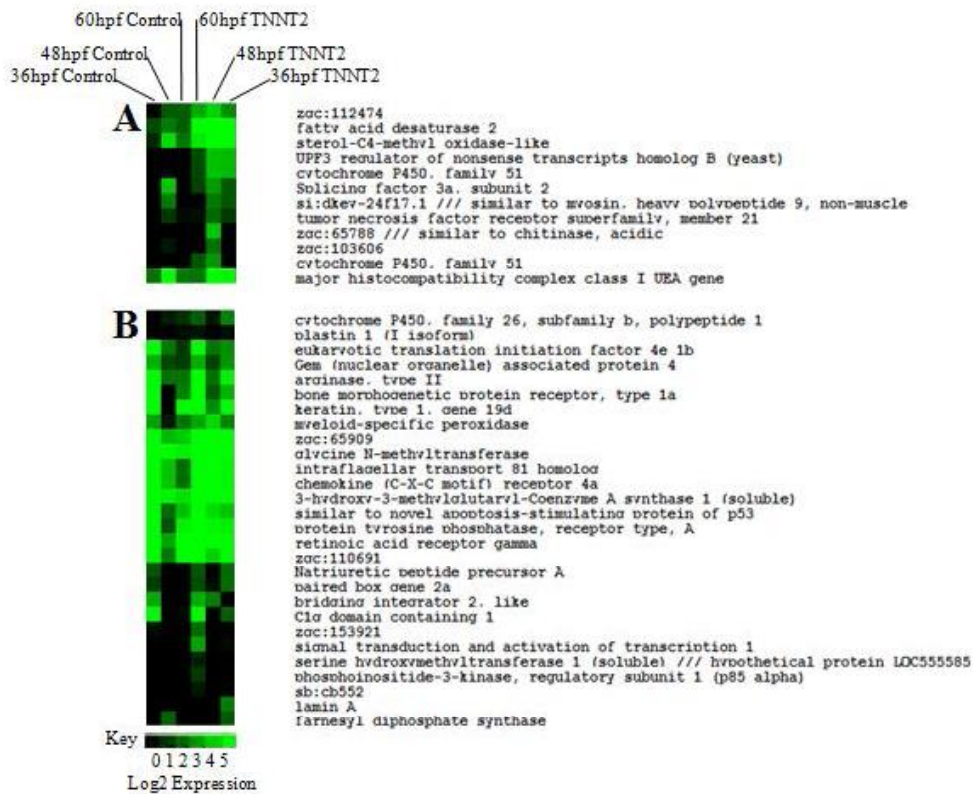 60hpf Control
60hpf TNNT2
48hpf Control
48hpf TNNT2
36hpf Control
36hpf TNNT2
A
zgc:112474
fatty acid desaturase 2
sterol-C4-methyl oxidase-like
UPF3 regulator of nonsense transcripts homolog B (yeast)
cytochrome P450, family 51
Splicing factor 3a, subunit 2
si:dkey-24f17.1 /// similar to myosin, heavy polypeptide 9, non-muscle
tumor necrosis factor receptor superfamily, member 21
zgc:65788 /// similar to chitinase, acidic
zgc:103606
cytochrome P450, family 51
major histocompatibility complex class I UEA gene
B
cytochrome P450, family 26, subfamily b, polypeptide 1
plastin 1 (I isoform)
eukaryotic translation initiation factor 4e 1b
Gem (nuclear organelle) associated protein 4
arginase, type II
bone morphogenetic protein receptor, type 1a
keratin, type 1, gene 19d
myeloid-specific peroxidase
zgc:65909
glycine N-methyltransferase
intraflagellar transport 81 homolog
chemokine (C-X-C motif) receptor 4a
3-hydroxy-3-methylglutaryl-Coenzyme A synthase 1 (soluble)
similar to novel apoptosis-stimulating protein of p53
protein tyrosine phosphatase, receptor type, A
retinoic acid receptor gamma
zgc:110691
Natriuretic peptide precursor A
paired box gene 2a
bridging integrator 2, like
C1q domain containing 1
zgc:153921
signal transduction and activation of transcription 1
serine hydroxymethyltransferase 1 (soluble) /// hypothetical protein LOC555585
phosphoinositide-3-kinase, regulatory subunit 1 (p85 alpha)
sb:cb552
lamin A
farnesyl diphosphate synthase
Key
0 1 2 3 4 5
Log2 Expression